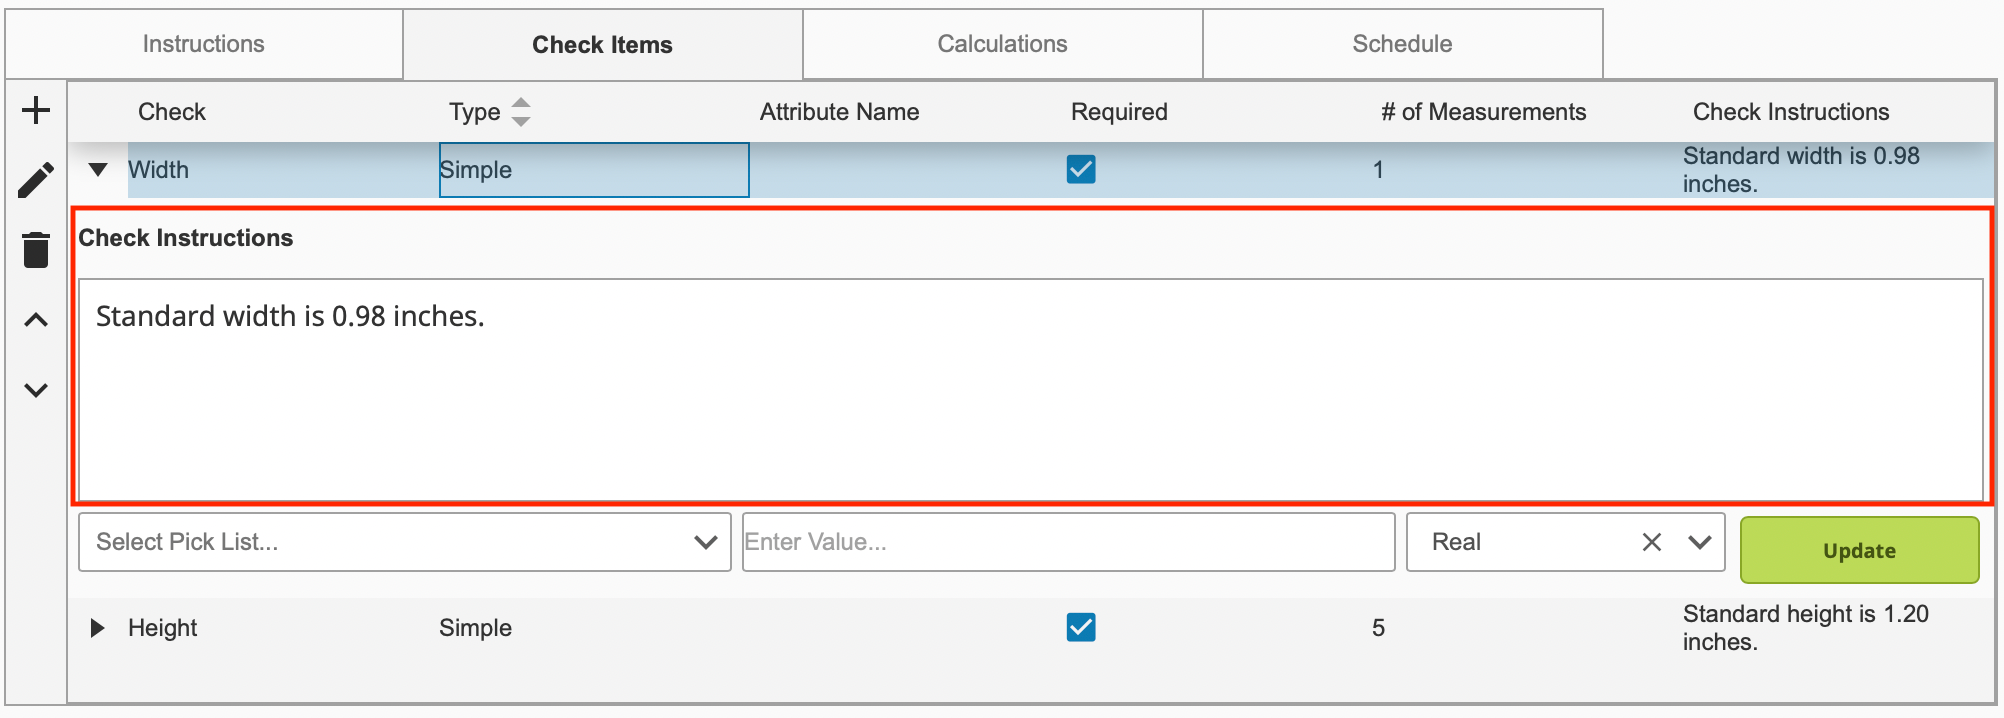 Instructions Check Items Calculations Schedule
Check Type Attribute Name Required # of Measurements Check Instructions
Width Simple 1 Standard width is 0.98
inches.
Check Instructions
Standard width is 0.98 inches.
Select Pick List... Enter Value... Real Update
Height Simple 5 Standard height is 1.20
inches.